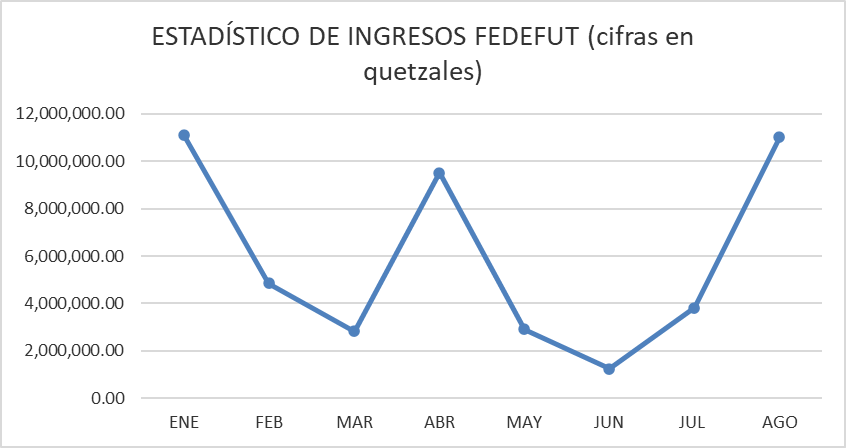 ESTADÍSTICO DE INGRESOS FEDEFUT (cifras en
quetzales)
12,000,000.00
10,000,000.00
8,000,000.00
6,000,000.00
4,000,000.00
2,000,000.00
0.00
ENE FEB MAR ABR MAY JUN JUL AGO